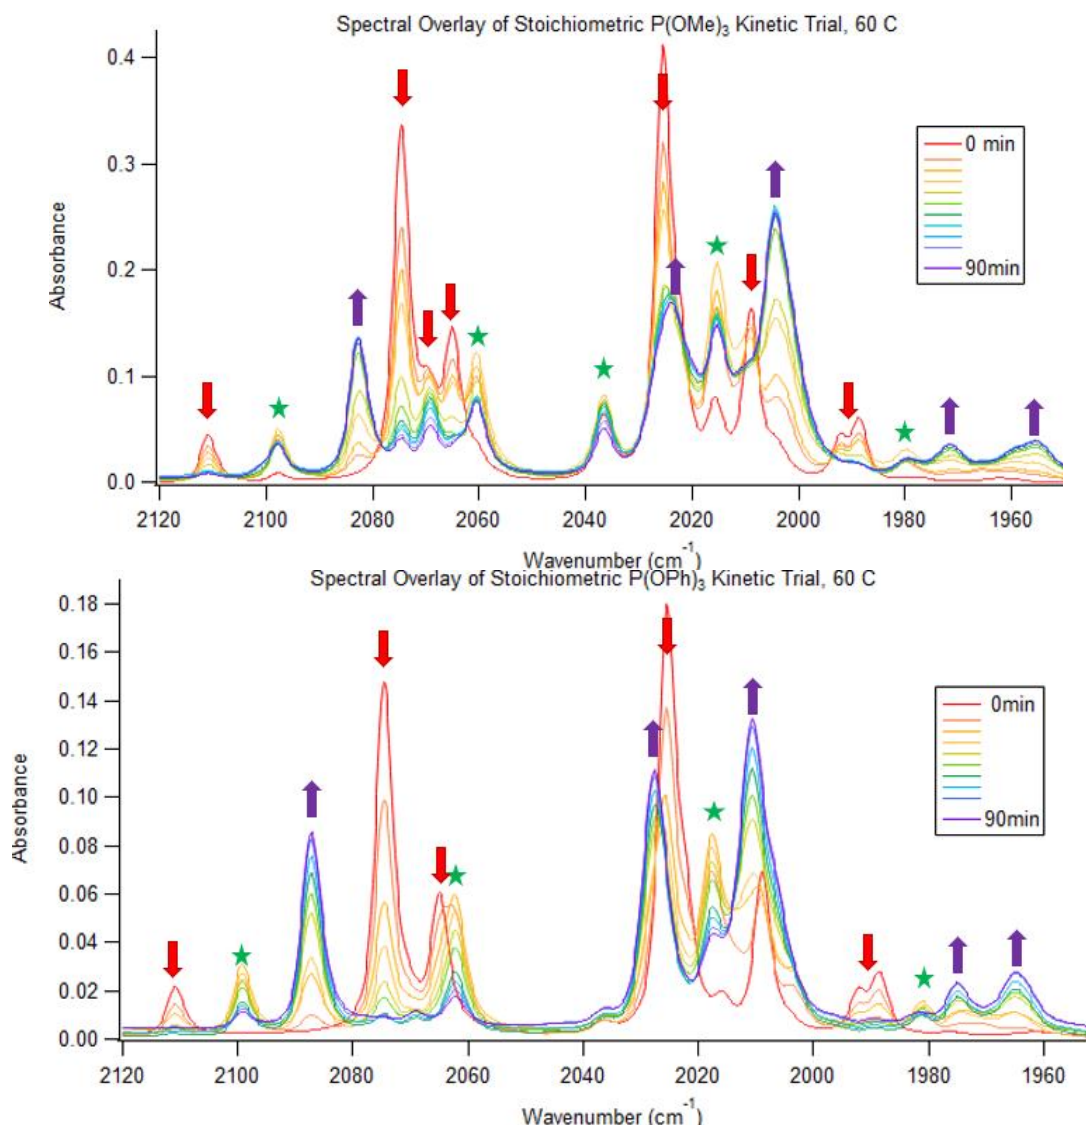 Spectral Overlay of Stoichiometric P(OMe)₃ Kinetic Trial, 60 C
0.4
0.3
0.2
0.1
0.0
Absorbance
0 min
90min
2120 2100 2080 2060 2040 2020 2000 1980 1960
Wavenumber (cm⁻¹)
Spectral Overlay of Stoichiometric P(OPh)₃ Kinetic Trial, 60 C
0.18
0.16
0.14
0.12
0.10
0.08
0.06
0.04
0.02
0.00
Absorbance
0min
90min
2120 2100 2080 2060 2040 2020 2000 1980 1960
Wavenumber (cm⁻¹)